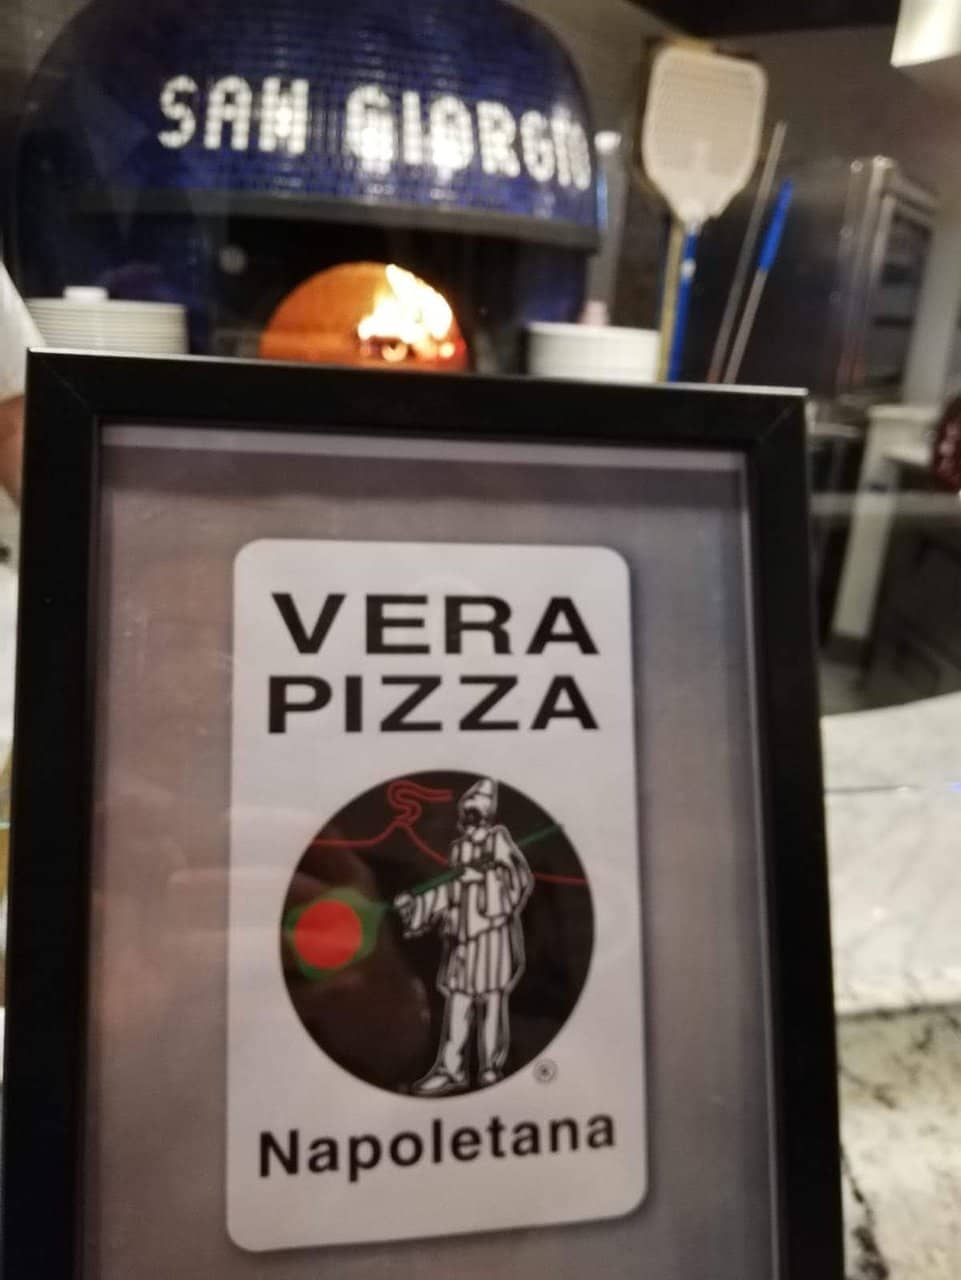 SAN GIORGIO
VERA
PIZZA
®
Napoletana